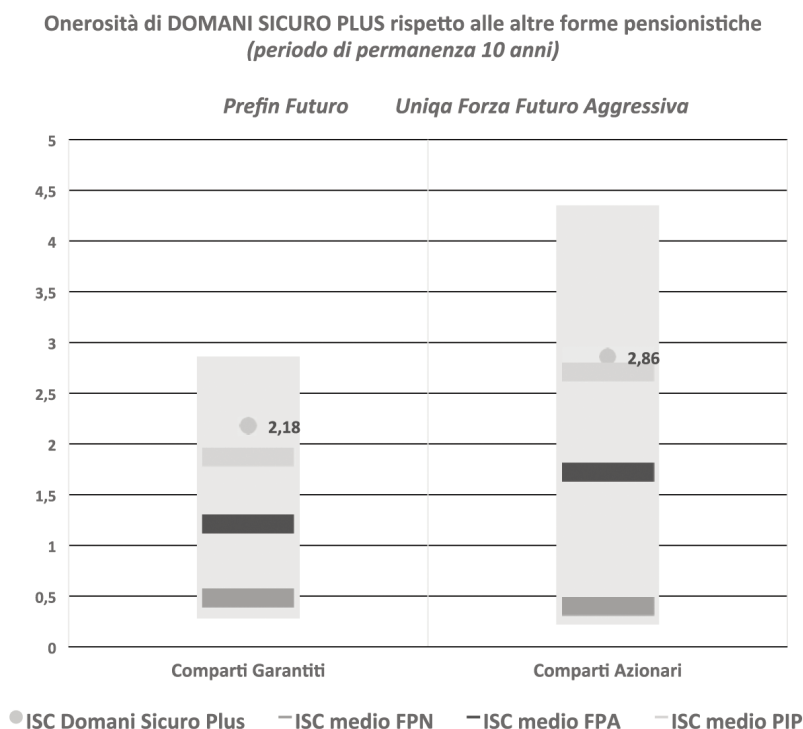 Onerosità di DOMANI SICURO PLUS rispetto alle altre forme pensionistiche
(periodo di permanenza 10 anni)
Prefin Futuro
Uniqa Forza Futuro Aggressiva
5
4,5
4
3,5
3
2,5
2
1,5
1
0,5
0
2,18
2,86
Comparti Garantiti
Comparti Azionari
ISC Domani Sicuro Plus
ISC medio FPN
ISC medio FPA
ISC medio PIP